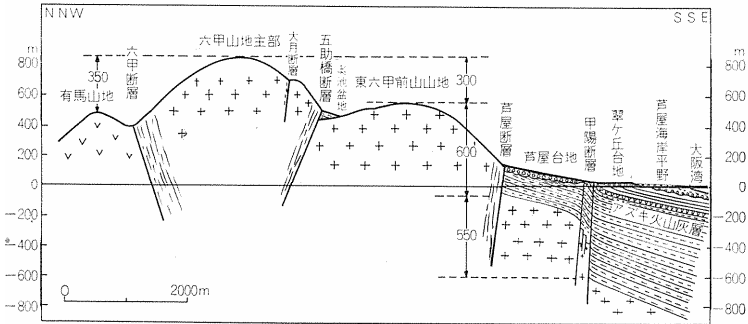 NNW
SSE
六甲山地主部
六甲断層
大月断層
五助橋断層
盆地
有馬山地
東六甲前山山地
芦屋断層
芦屋台地
甲陽断層
翠ケ丘台地
芦屋海岸平野
大阪湾
アズキ火山灰層
350
300
600
550
m
800
600
400
200
0
-200
-400
-600
-800
m
800
600
400
200
0
-200
-400
-600
-800
0 2000m